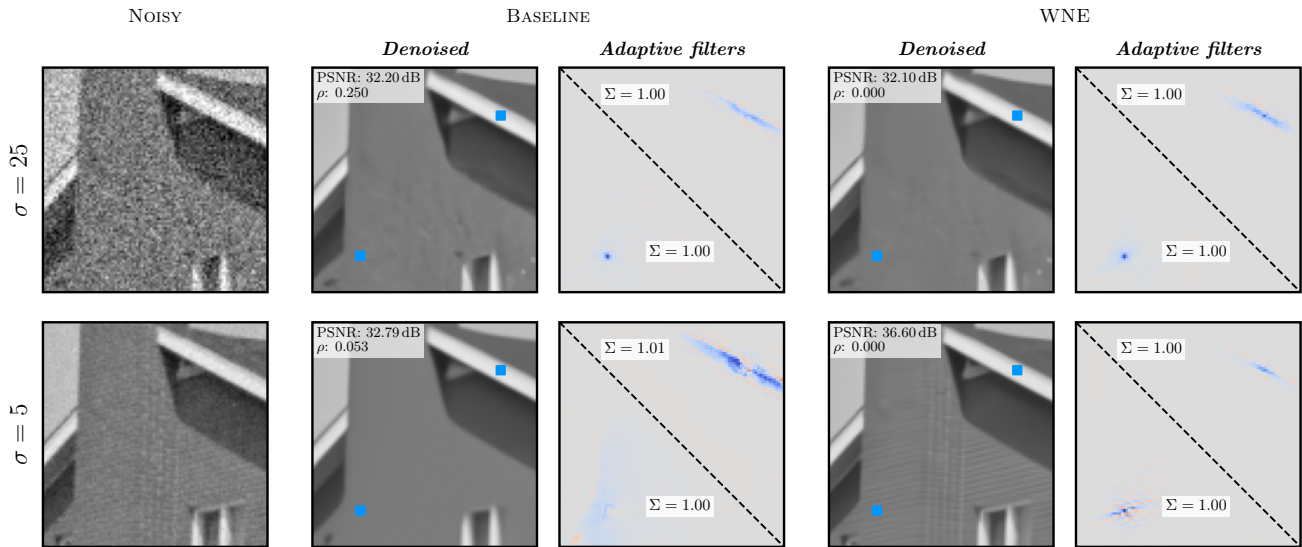 NOISY BASELINE WNE
Denoised Adaptive filters Denoised Adaptive filters
σ = 25
PSNR: 32.20 dB
ρ: 0.250
Σ = 1.00
Σ = 1.00
PSNR: 32.10 dB
ρ: 0.000
Σ = 1.00
Σ = 1.00
σ = 5
PSNR: 32.79 dB
ρ: 0.053
Σ = 1.01
Σ = 1.00
PSNR: 36.60 dB
ρ: 0.000
Σ = 1.00
Σ = 1.00